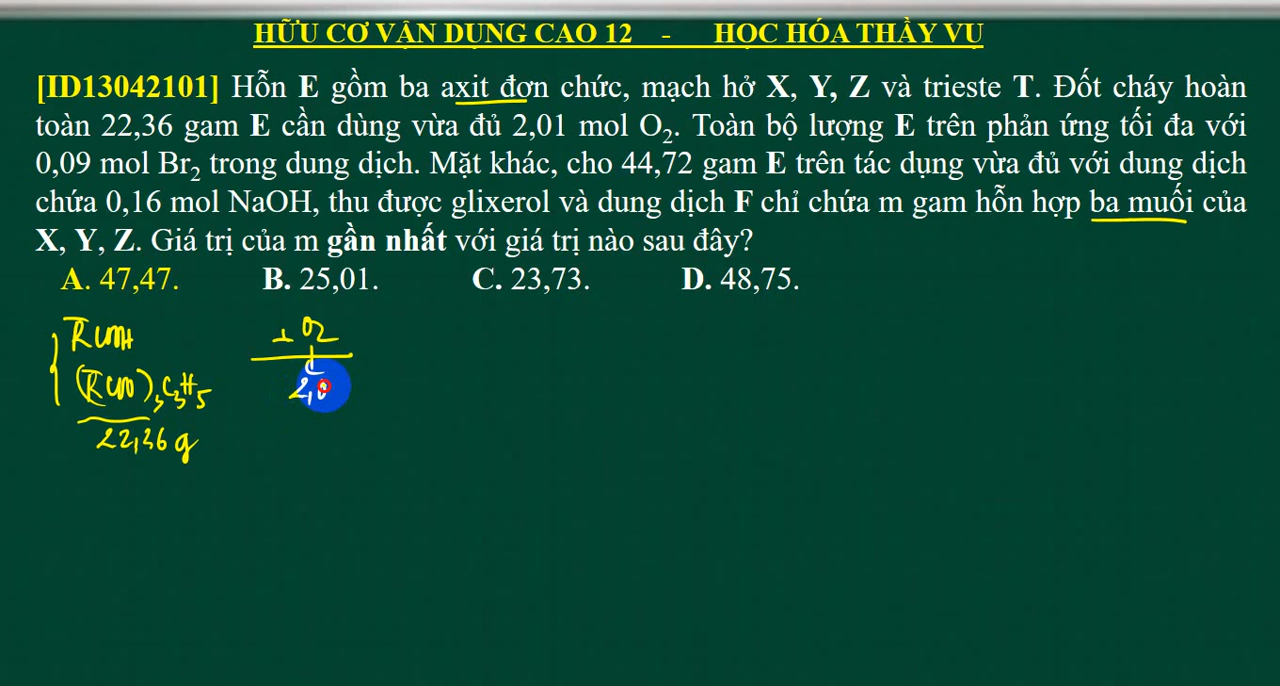 HỮU CƠ VẬN DỤNG CAO 12 - HỌC HÓA THẦY VỤ
[ID13042101] Hỗn E gồm ba axit đơn chức, mạch hở X, Y, Z và trieste T. Đốt cháy hoàn
toàn 22,36 gam E cần dùng vừa đủ 2,01 mol O₂. Toàn bộ lượng E trên phản ứng tối đa với
0,09 mol Br₂ trong dung dịch. Mặt khác, cho 44,72 gam E trên tác dụng vừa đủ với dung dịch
chứa 0,16 mol NaOH, thu được glixerol và dung dịch F chỉ chứa m gam hỗn hợp ba muối của
X, Y, Z. Giá trị của m gần nhất với giá trị nào sau đây?
A. 47,47. B. 25,01. C. 23,73. D. 48,75.
RCOOH + O₂
(RCOO)₃C₃H₅ 2,0
22,36 g